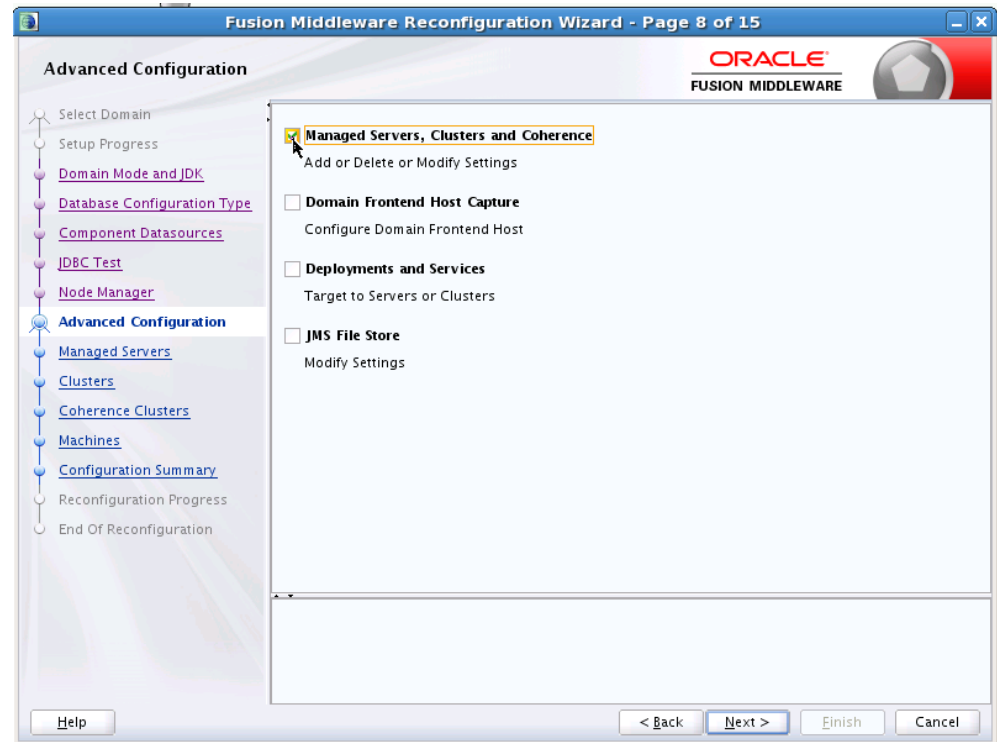 Fusion Middleware Reconfiguration Wizard - Page 8 of 15
Advanced Configuration
ORACLE
FUSION MIDDLEWARE
Select Domain
Setup Progress
Domain Mode and JDK
Database Configuration Type
Component Datasources
JDBC Test
Node Manager
Advanced Configuration
Managed Servers
Clusters
Coherence Clusters
Machines
Configuration Summary
Reconfiguration Progress
End Of Reconfiguration
Managed Servers, Clusters and Coherence
Add or Delete or Modify Settings
Domain Frontend Host Capture
Configure Domain Frontend Host
Deployments and Services
Target to Servers or Clusters
JMS File Store
Modify Settings
Help
< Back
Next >
Finish
Cancel